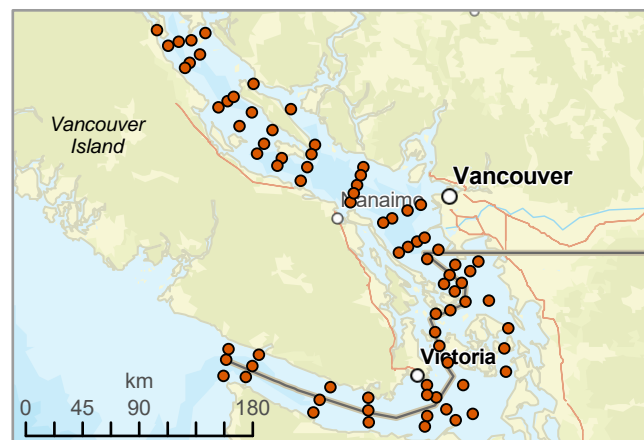 Vancouver
Island
Vancouver
Nanaimo
Victoria
km
0 45 90 180